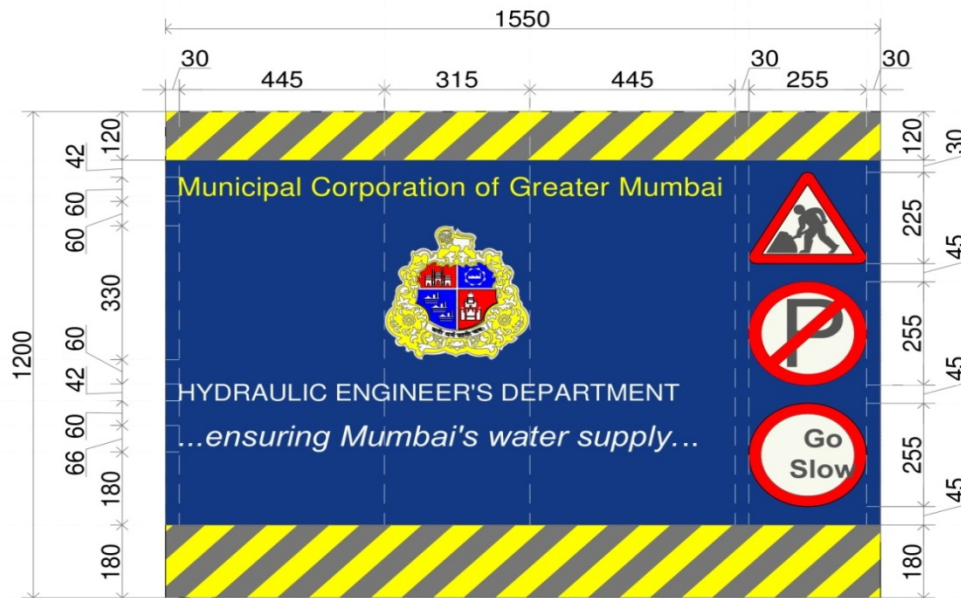 1550
30 30 30
445 315 445 255
120 120
42 30
Municipal Corporation of Greater Mumbai
60 225
60 45
330
P
1200 60 255
42 45
HYDRAULIC ENGINEER'S DEPARTMENT
60
...ensuring Mumbai's water supply...
Go
Slow
66 255
180 45
180 180